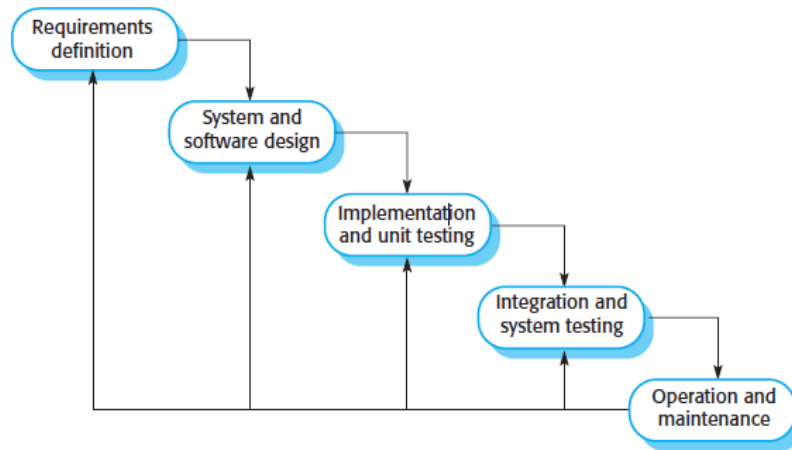 Requirements
definition
System and
software design
Implementation
and unit testing
Integration and
system testing
Operation and
maintenance